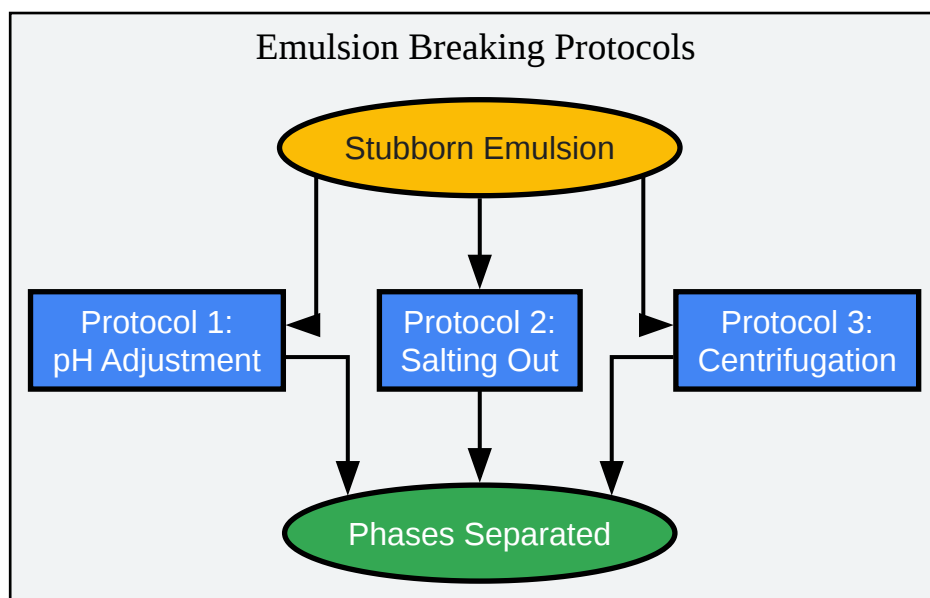 Emulsion Breaking Protocols
Stubborn Emulsion
Protocol 1:
pH Adjustment
Protocol 2:
Salting Out
Protocol 3:
Centrifugation
Phases Separated